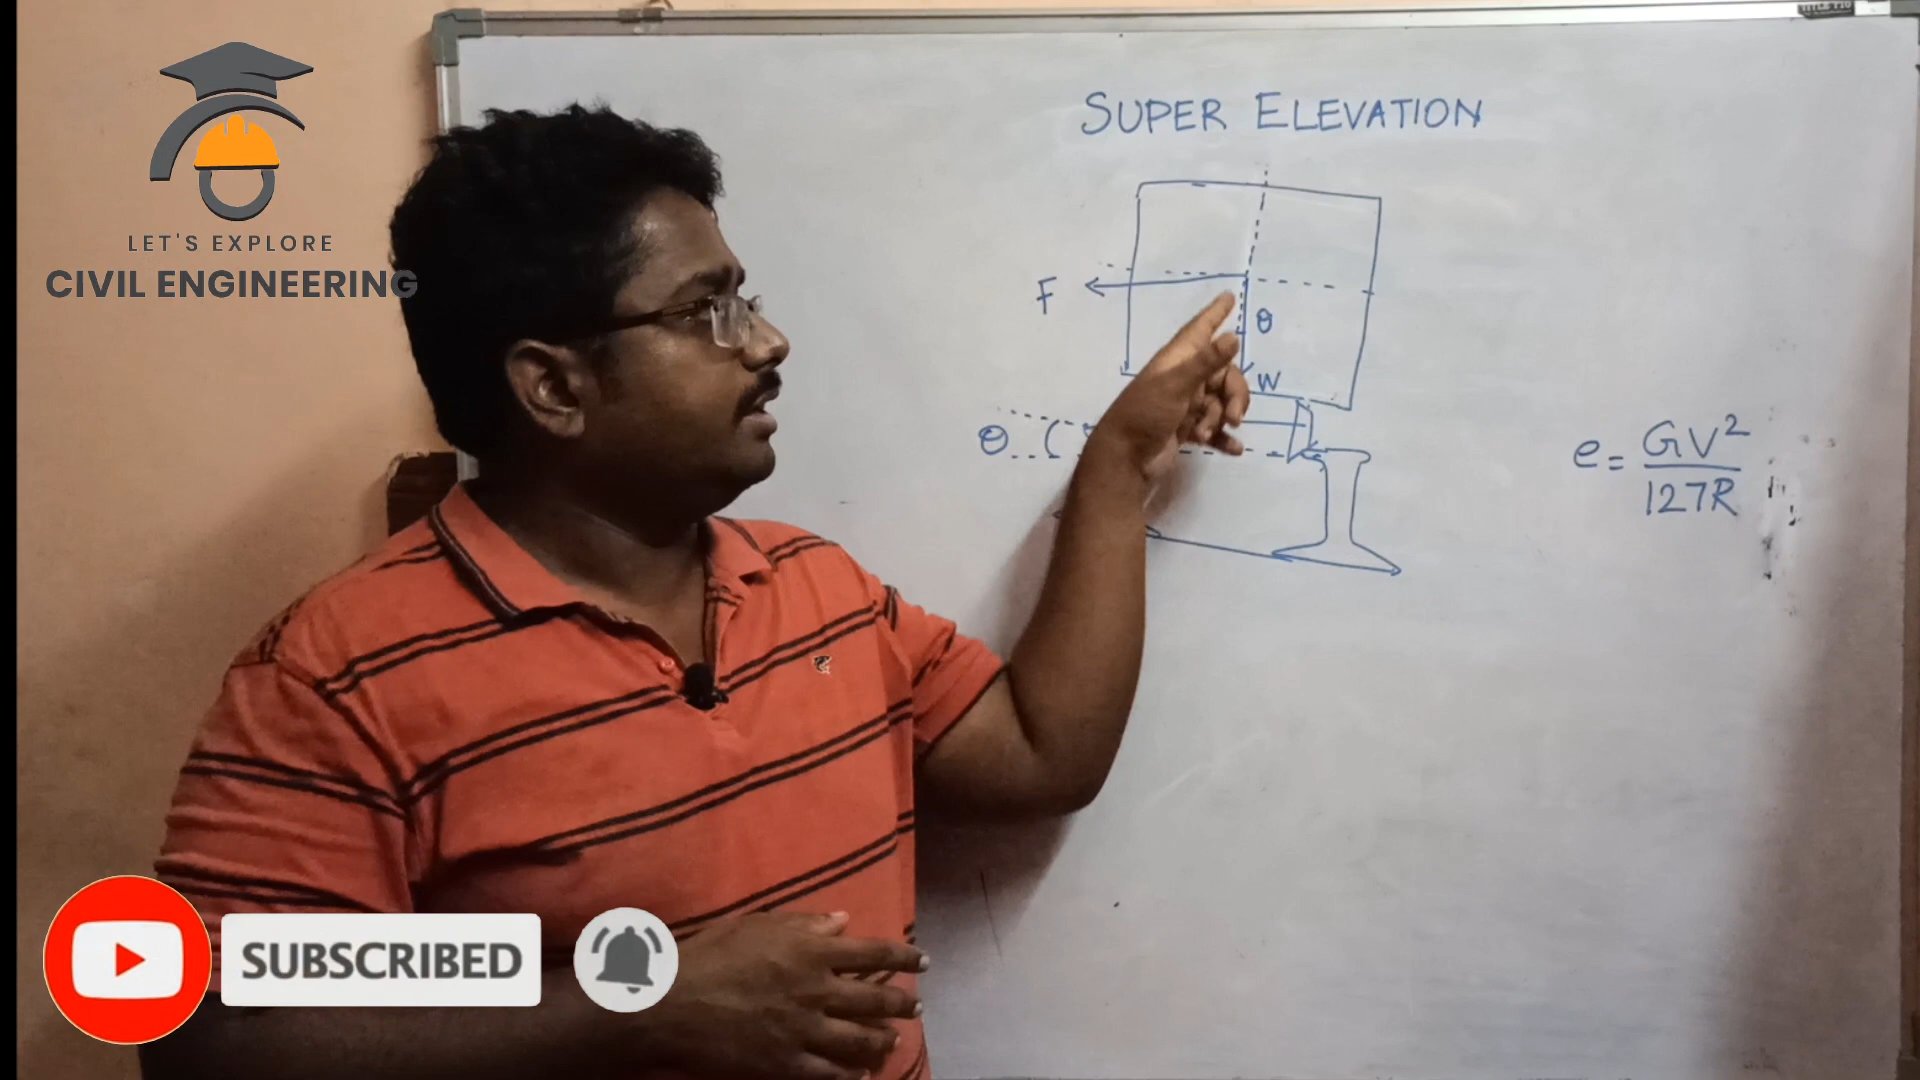 LET'S EXPLORE
CIVIL ENGINEERING
SUPER ELEVATION
F
θ
W
θ
e = GV²
127R
SUBSCRIBED